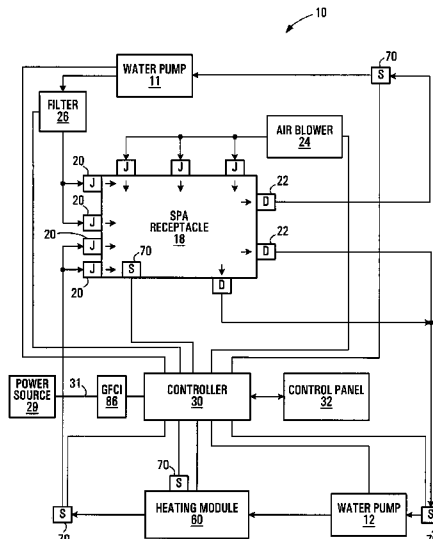 10
70
WATER PUMP
11
S
FILTER
26
AIR BLOWER
24
20
J
J
J
J
22
D
20
J
SPA
RECEPTACLE
18
22
D
20
J
70
S
J
20
D
31
POWER
SOURCE
29
GFCI
86
CONTROLLER
30
CONTROL PANEL
32
70
S
S
70
HEATING MODULE
60
WATER PUMP
12
S
70